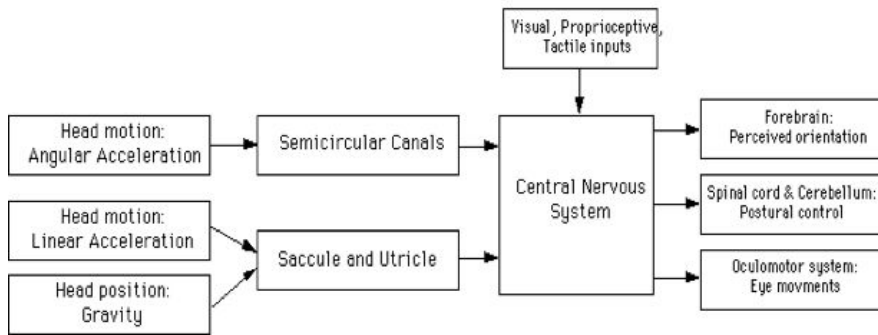 Visual, Proprioceptive,
Tactile inputs
Head motion:
Angular Acceleration
Semicircular Canals
Forebrain:
Perceived orientation
Central Nervous
System
Head motion:
Linear Acceleration
Spinal cord & Cerebellum:
Postural control
Saccule and Utricle
Head position:
Gravity
Oculomotor system:
Eye movments